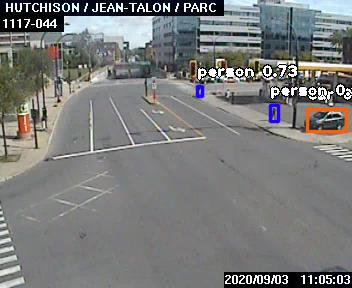 HUTCHISON / JEAN-TALON / PARC
1117-044
person 0.73
person 0
2020/09/03 11:05:03